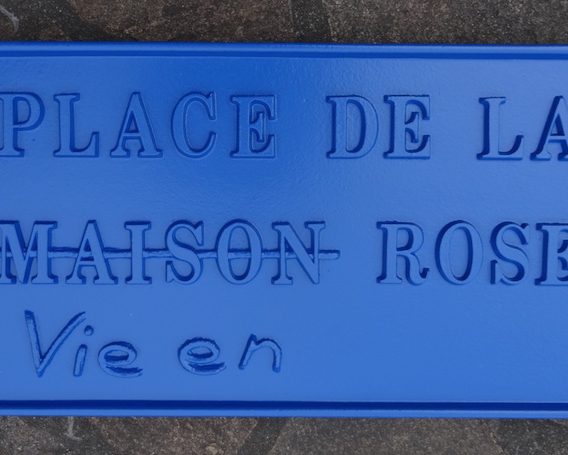 PLACE DE LA
MAISON ROSE
Vie en